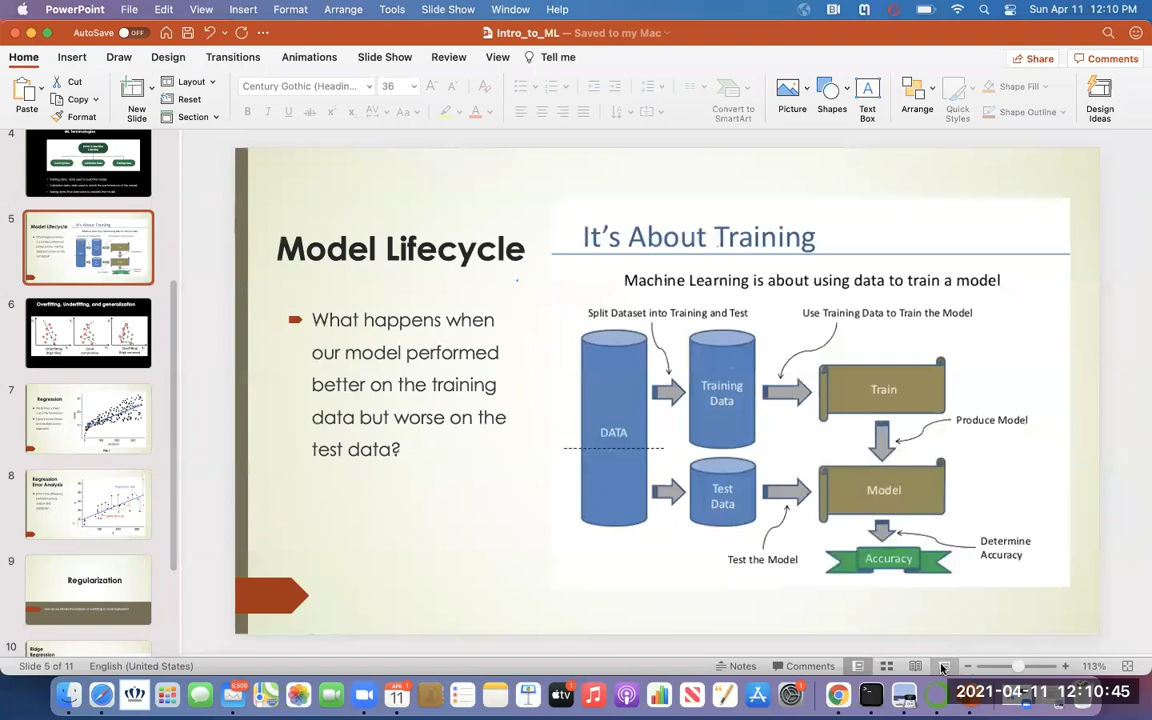 PowerPoint File Edit View Insert Format Arrange Tools Slide Show Window Help Sun Apr 11 12:10 PM
AutoSave OFF Intro_to_ML — Saved to my Mac
Home Insert Draw Design Transitions Animations Slide Show Review View Tell me Share Comments
Paste
Cut
Copy
Format
New
Slide
Layout
Reset
Section
Century Gothic (Headin... 36
B I U ab
Convert to
SmartArt
Picture
Shapes
Text
Box
Arrange
Quick
Styles
Shape Fill
Shape Outline
Design
Ideas
4
ML Terminologies
5
Model Lifecycle
It's About Training
6
Overfitting, Underfitting, and generalization
7
Regression
8
Regression
Error Analysis
9
Regularization
10
Ridge
Model Lifecycle
What happens when
our model performed
better on the training
data but worse on the
test data?
It's About Training
Machine Learning is about using data to train a model
Split Dataset into Training and Test
Use Training Data to Train the Model
DATA
Training
Data
Train
Produce Model
Test
Data
Model
Test the Model
Determine
Accuracy
Accuracy
Slide 5 of 11 English (United States) Notes Comments 113%
8,509
APR
11
1
2021-04-11 12:10:45